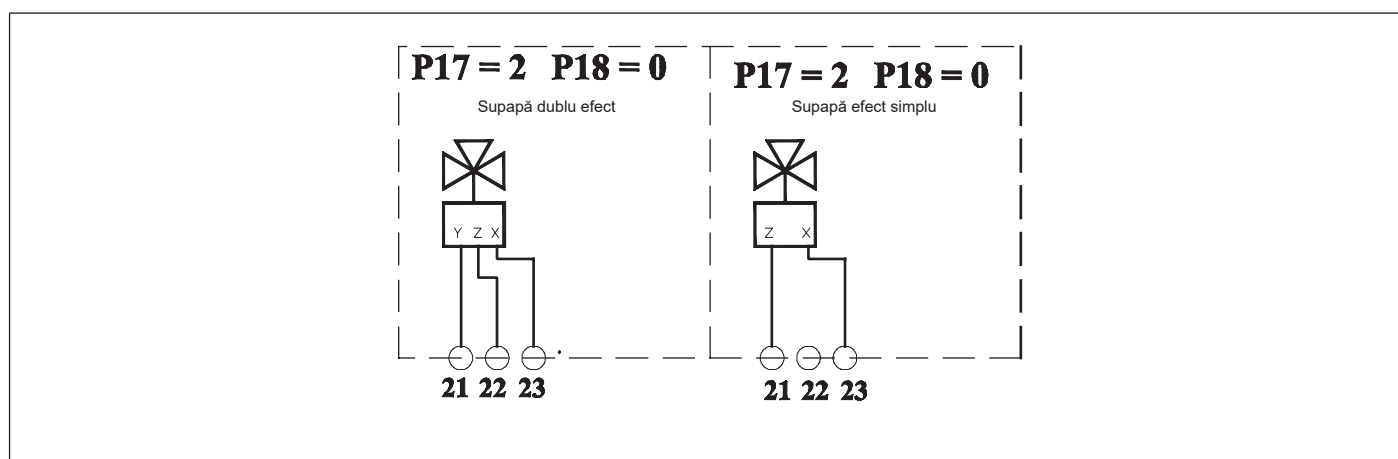 P17 = 2 P18 = 0
Supapă dublu efect
Y Z X
21 22 23
P17 = 2 P18 = 0
Supapă efect simplu
Z X
21 22 23